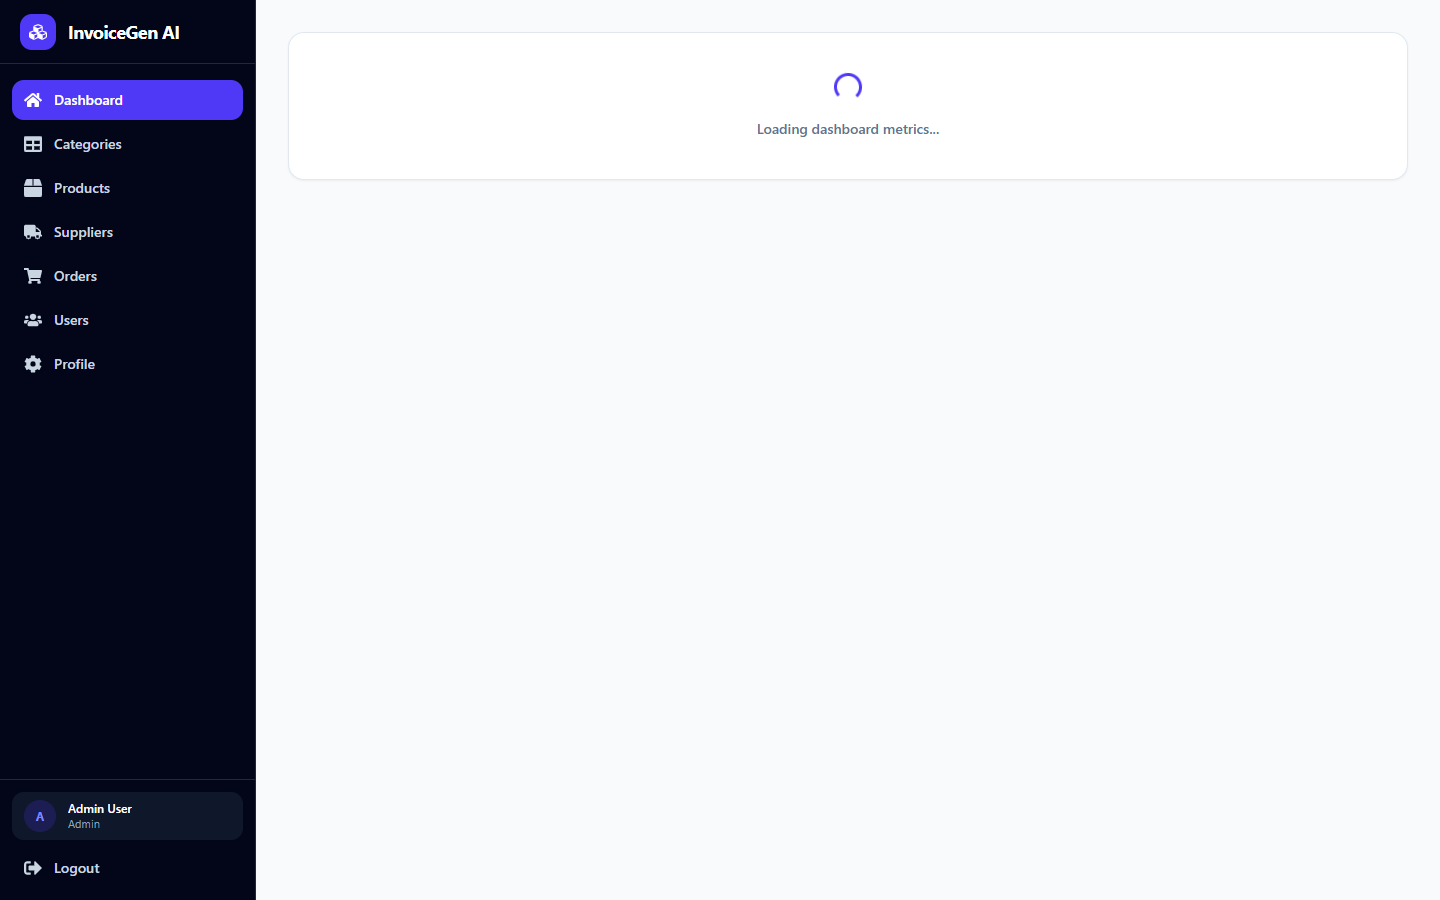 InvoiceGen AI
Dashboard
Categories
Products
Suppliers
Orders
Users
Profile
A
Admin User
Admin
Logout
Loading dashboard metrics...